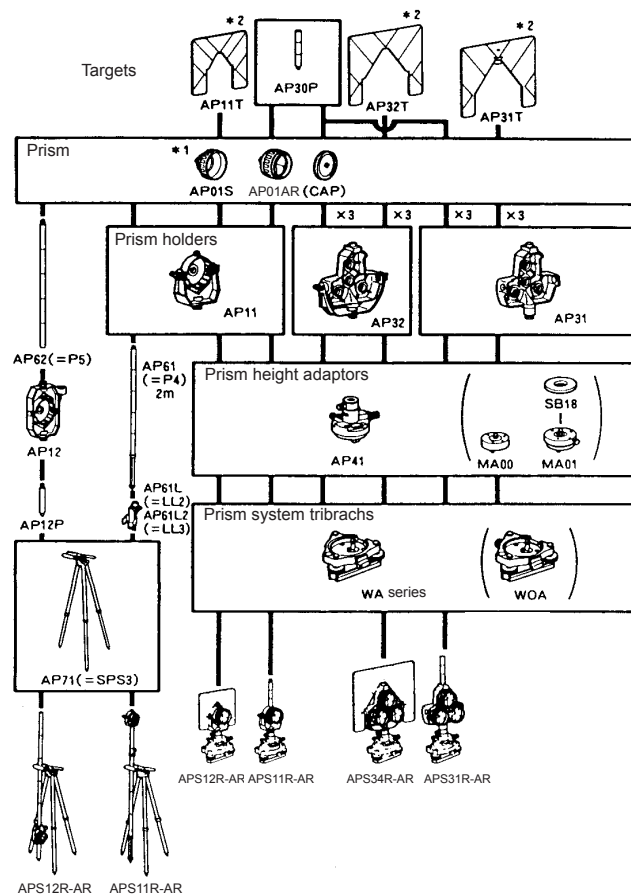 *2
*2
*2
Targets
AP11T
AP30P
AP32T
AP31T
Prism
*1
AP01S
AP01AR (CAP)
×3
×3
×3
×3
Prism holders
AP11
AP32
AP31
AP62(=P5)
AP61
(=P4)
2m
Prism height adaptors
SB18
AP12
AP41
MA00
MA01
AP61L
(=LL2)
AP61L2
(=LL3)
AP12P
Prism system tribrachs
WA series
WOA
AP71(=SPS3)
APS12R-AR
APS11R-AR
APS34R-AR
APS31R-AR
APS12R-AR
APS11R-AR